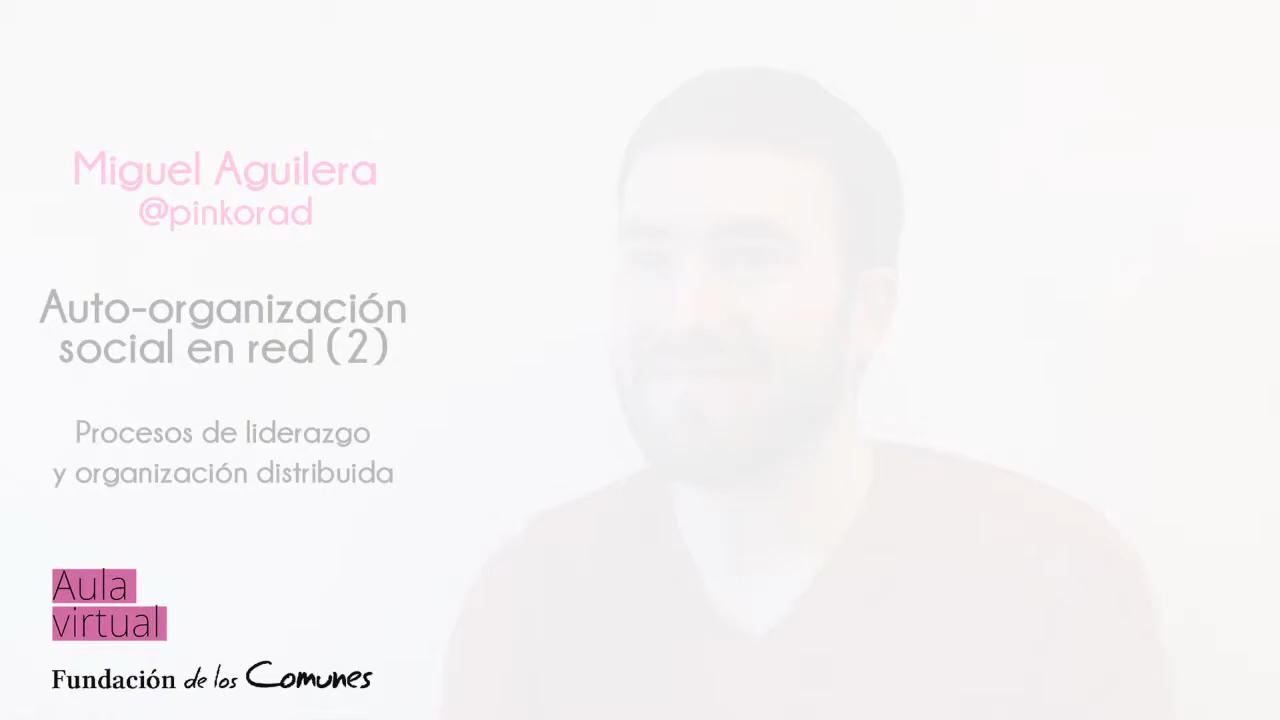 Miguel Aguilera
@pinkorad
Auto-organización
social en red (2)
Procesos de liderazgo
y organización distribuida
Aula
virtual
Fundación de los Comunes